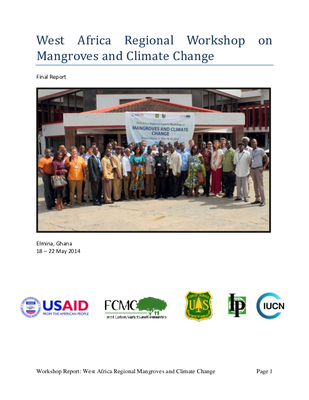 West Africa Regional Workshop on
Mangroves and Climate Change
Final Report
MANGROVES AND CLIMATE
CHANGE
Elmina, Ghana
18 – 22 May 2014
USAID
FROM THE AMERICAN PEOPLE
FCMC
IUCN
Workshop Report: West Africa Regional Mangroves and Climate Change Page 1